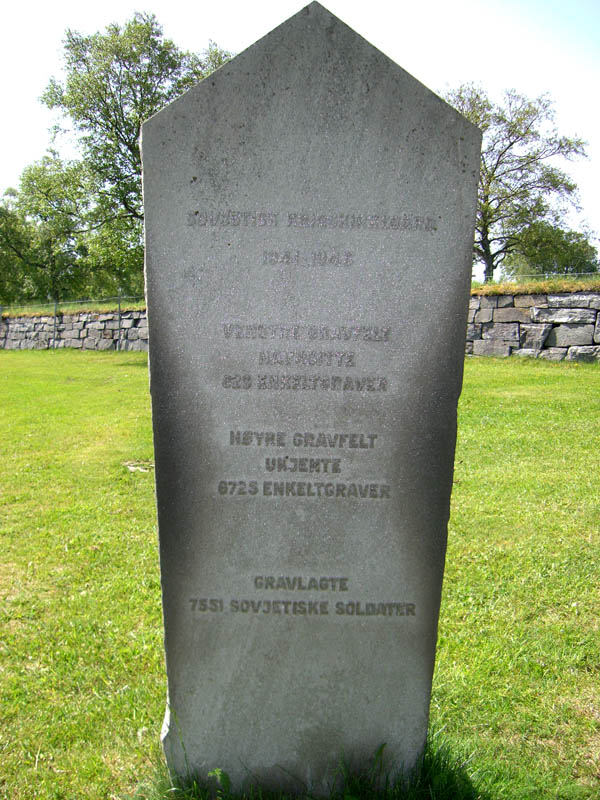 SOVJETISK KRIGSKIRKEGÅRD
1941-1945
VENSTRE GRAVFELT
NAVNGITTE
826 ENKELTGRAVER
HØYRE GRAVFELT
UKJENTE
6725 ENKELTGRAVER
GRAVLAGTE
7551 SOVJETISKE SOLDATER